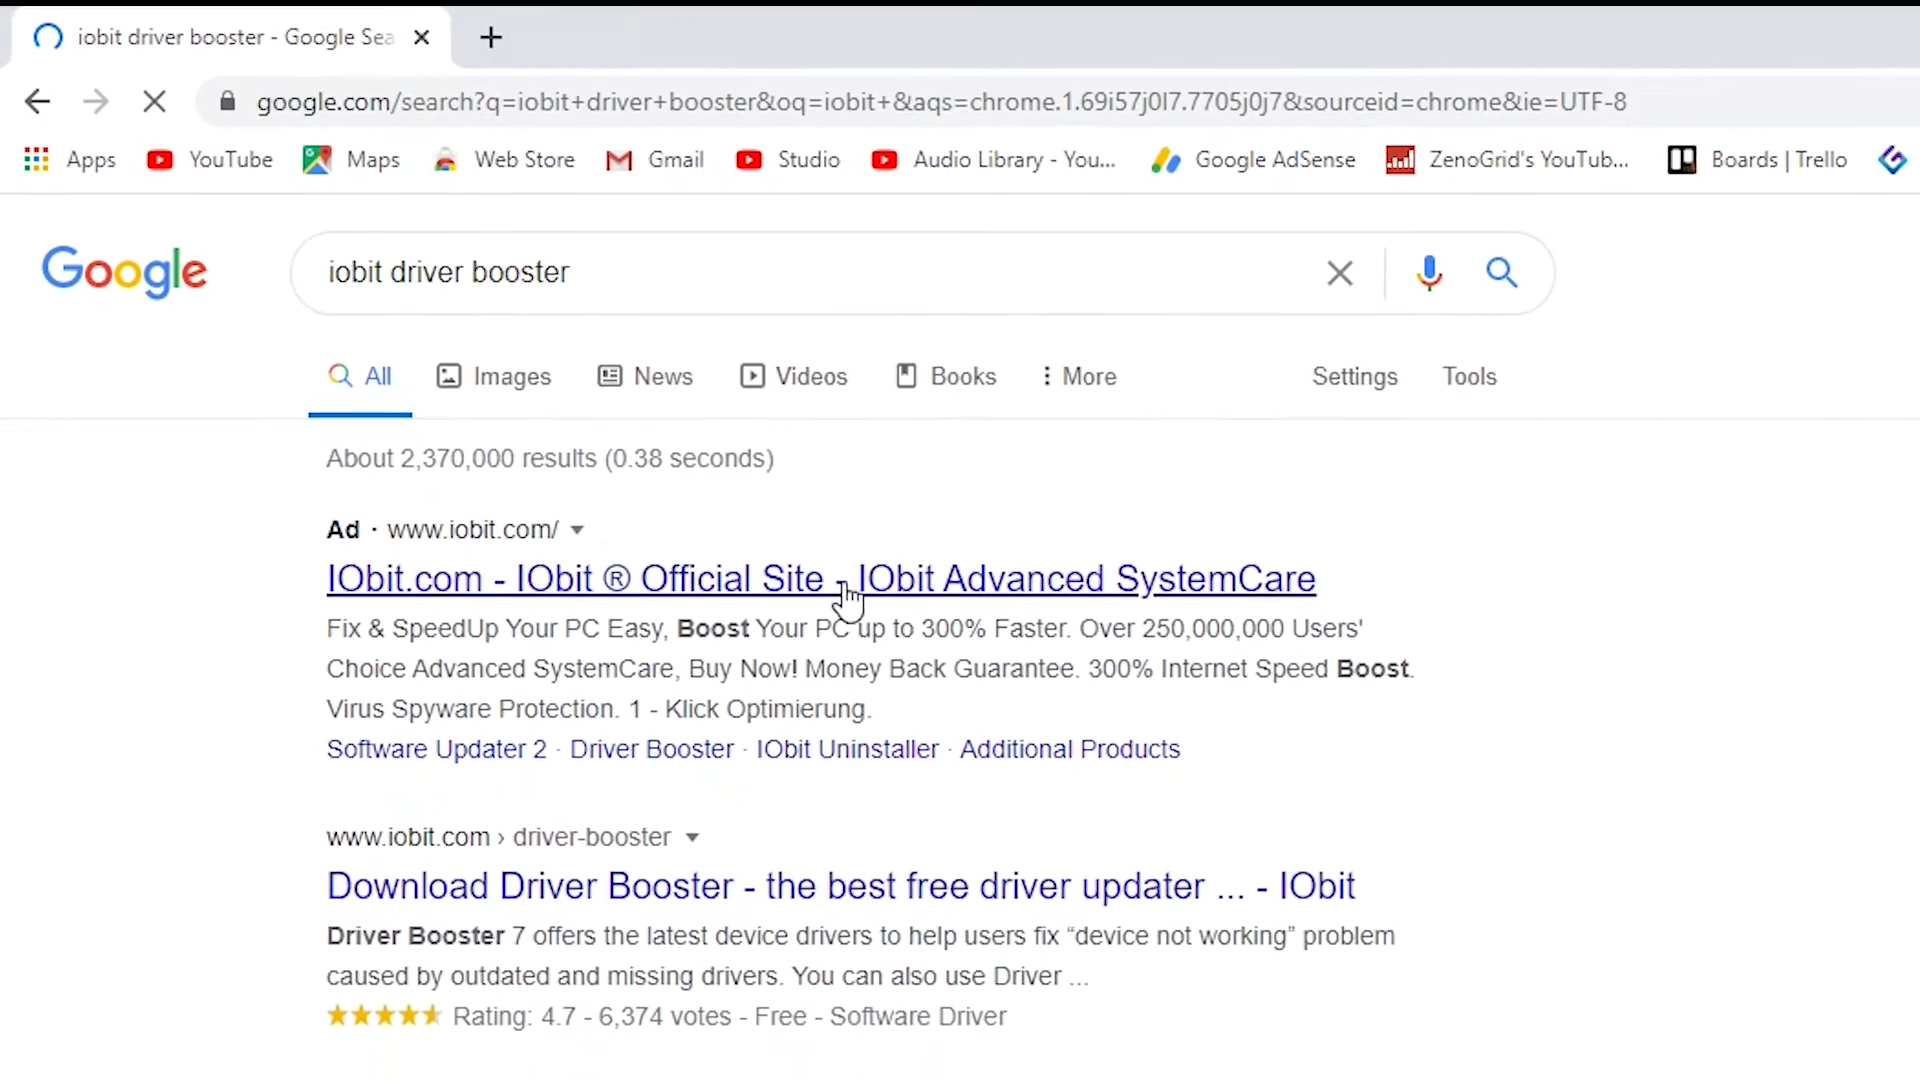 iobit driver booster - Google Sea
google.com/search?q=iobit+driver+booster&oq=iobit+&aqs=chrome.1.69i57j0l7.7705j0j7&sourceid=chrome&ie=UTF-8
Apps YouTube Maps Web Store Gmail Studio Audio Library - You... Google AdSense ZenoGrid's YouTub... Boards | Trello
Google iobit driver booster
All Images News Videos Books More Settings Tools
About 2,370,000 results (0.38 seconds)
Ad · www.iobit.com/
IObit.com - IObit ® Official Site - IObit Advanced SystemCare
Fix & SpeedUp Your PC Easy, Boost Your PC up to 300% Faster. Over 250,000,000 Users'
Choice Advanced SystemCare, Buy Now! Money Back Guarantee. 300% Internet Speed Boost.
Virus Spyware Protection. 1 - Klick Optimierung.
Software Updater 2 · Driver Booster · IObit Uninstaller · Additional Products
www.iobit.com › driver-booster
Download Driver Booster - the best free driver updater ... - IObit
Driver Booster 7 offers the latest device drivers to help users fix “device not working” problem
caused by outdated and missing drivers. You can also use Driver ...
Rating: 4.7 - 6,374 votes - Free - Software Driver